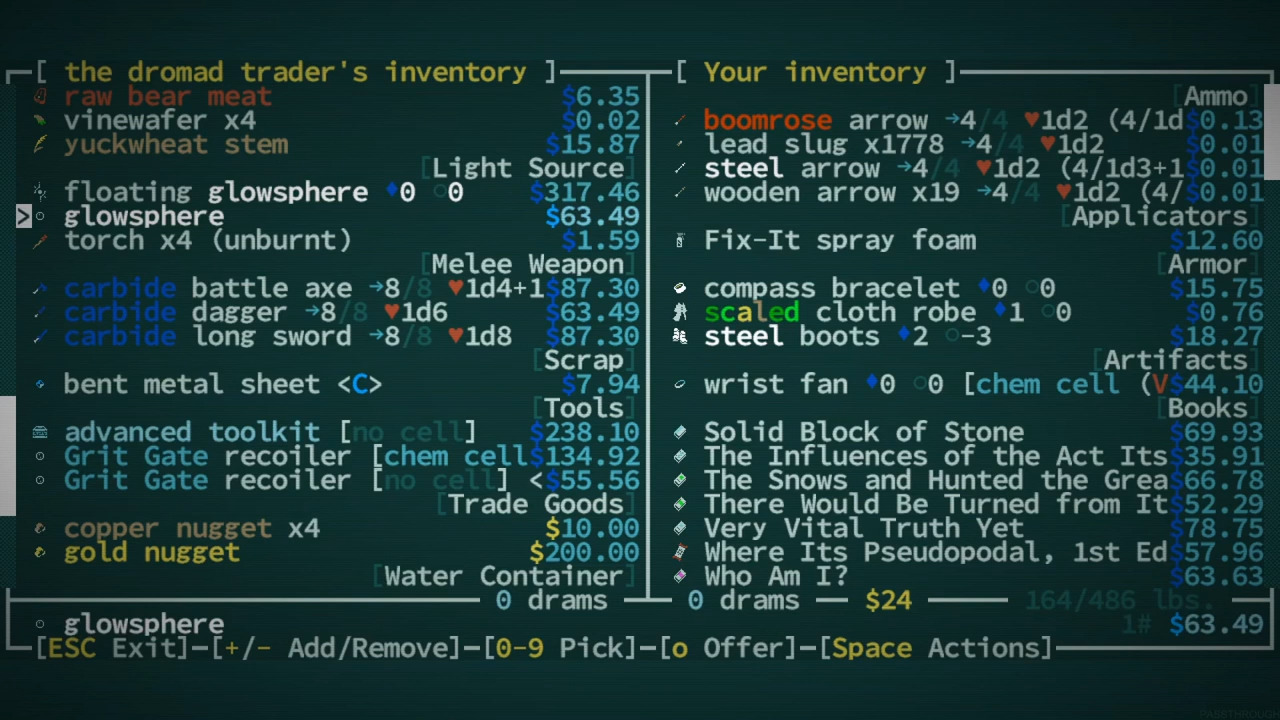 [ the dromad trader's inventory ]
raw bear meat $6.35
vinewafer x4 $0.02
yuckwheat stem $15.87
[Light Source]
floating glowsphere ♦0 ○0 $317.46
> glowsphere $63.49
torch x4 (unburnt) $1.59
[Melee Weapon]
carbide battle axe →8/8 ♥1d4+1$87.30
carbide dagger →8/8 ♥1d6 $63.49
carbide long sword →8/8 ♥1d8 $87.30
[Scrap]
bent metal sheet <C> $7.94
[Tools]
advanced toolkit [no cell] $238.10
Grit Gate recoiler [chem cell$134.92
Grit Gate recoiler [no cell] <$55.56
[Trade Goods]
copper nugget x4 $10.00
gold nugget $200.00
[Water Container]
0 drams
[ Your inventory ]
[Ammo]
boomrose arrow →4/4 ♥1d2 (4/1d$0.13
lead slug x1778 →4/4 ♥1d2 $0.01
steel arrow →4/4 ♥1d2 (4/1d3+1$0.01
wooden arrow x19 →4/4 ♥1d2 (4/$0.01
[Applicators]
Fix-It spray foam $12.60
[Armor]
compass bracelet ♦0 ○0 $15.75
scaled cloth robe ♦1 ○0 $0.76
steel boots ♦2 ○-3 $18.27
[Artifacts]
wrist fan ♦0 ○0 [chem cell (V$44.10
[Books]
Solid Block of Stone $69.93
The Influences of the Act Its$35.91
The Snows and Hunted the Grea$66.78
There Would Be Turned from It$52.29
Very Vital Truth Yet $78.75
Where Its Pseudopodal, 1st Ed$57.96
Who Am I? $63.63
0 drams $24 164/486 lbs.
glowsphere 1# $63.49
[ESC Exit]-[+/- Add/Remove]-[0-9 Pick]-[o Offer]-[Space Actions]